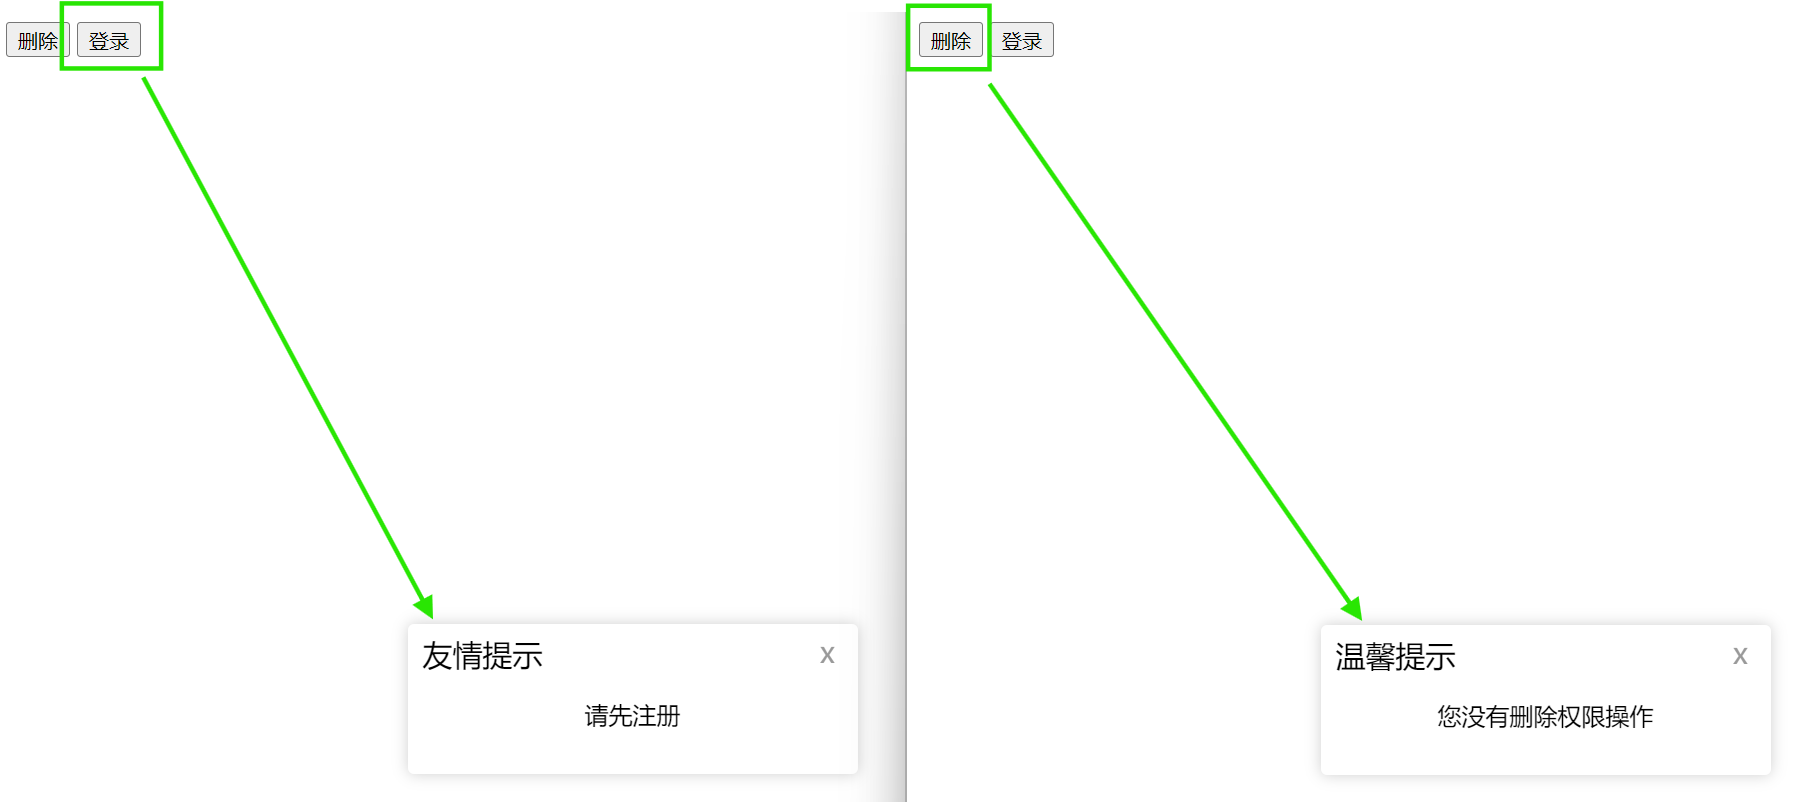 删除 登录
友情提示 x
请先注册
删除 登录
温馨提示 x
您没有删除权限操作